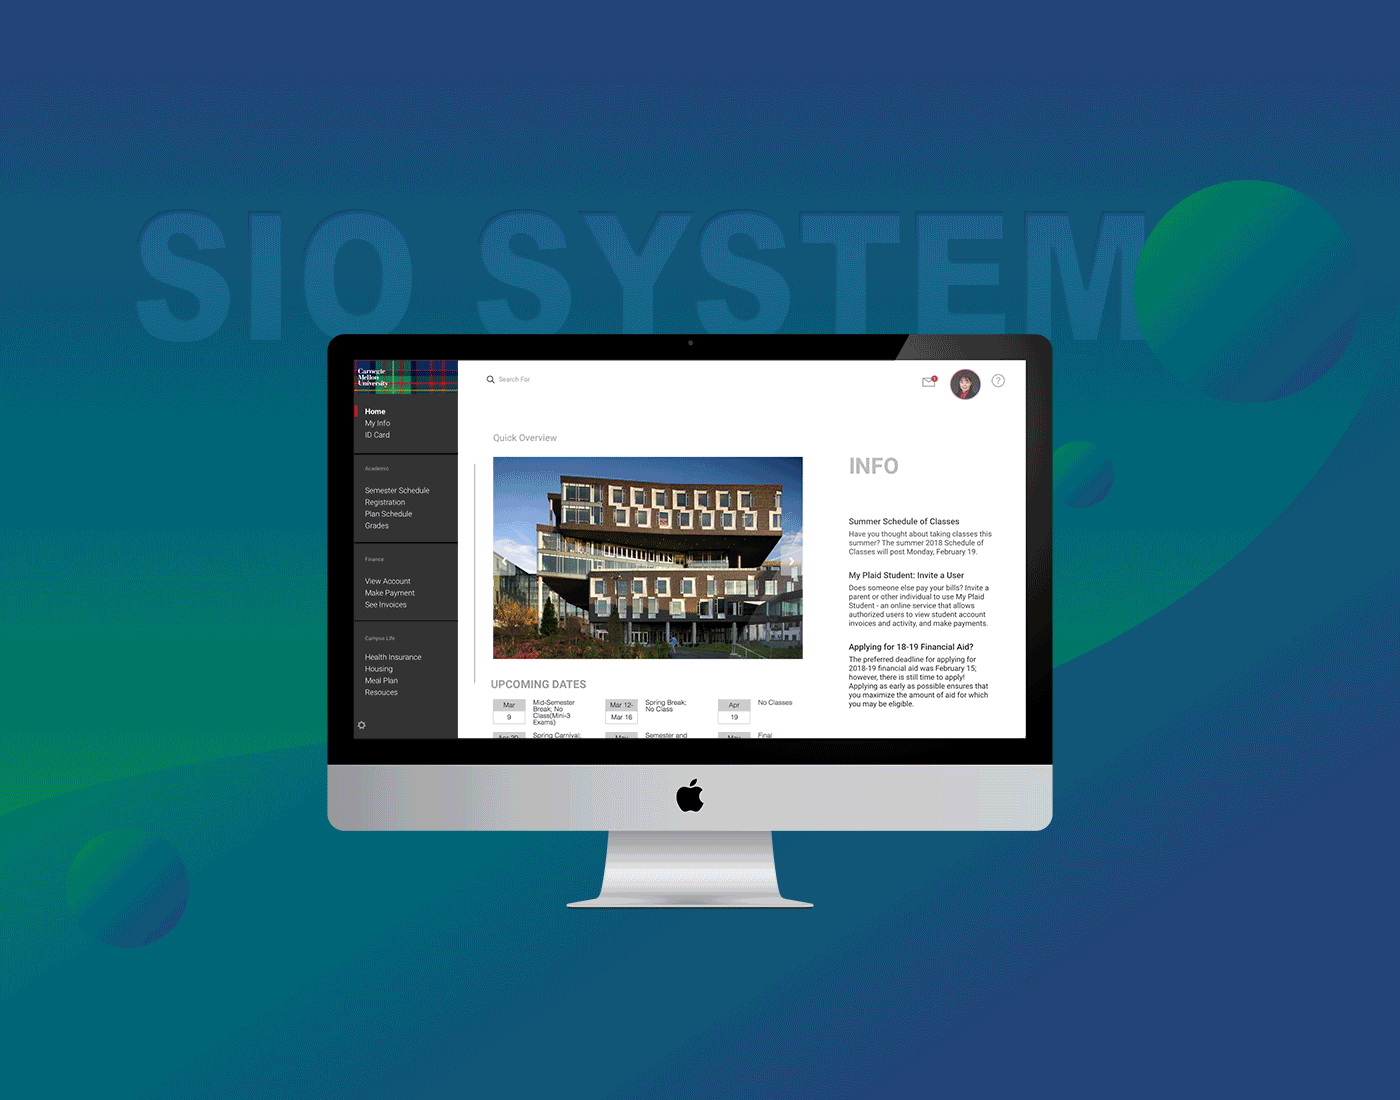 SIO SYSTEM
Carnegie
Mellon
University
Home
My Info
ID Card
Academic
Semester Schedule
Registration
Plan Schedule
Grades
Finance
View Account
Make Payment
See Invoices
Campus Life
Health Insurance
Housing
Meal Plan
Resouces
Search For
1
?
Quick Overview
UPCOMING DATES
Mar
9
Mid-Semester
Break; No
Class(Mini-3
Exams)
Mar 12-
Mar 16
Spring Break;
No Class
Apr
19
No Classes
Apr 20-
Spring Carnival;
May
Semester and
May
Final
INFO
Summer Schedule of Classes
Have you thought about taking classes this
summer? The summer 2018 Schedule of
Classes will post Monday, February 19.
My Plaid Student: Invite a User
Does someone else pay your bills? Invite a
parent or other individual to use My Plaid
Student - an online service that allows
authorized users to view student account
invoices and activity, and make payments.
Applying for 18-19 Financial Aid?
The preferred deadline for applying for
2018-19 financial aid was February 15;
however, there is still time to apply!
Applying as early as possible ensures that
you maximize the amount of aid for which
you may be eligible.